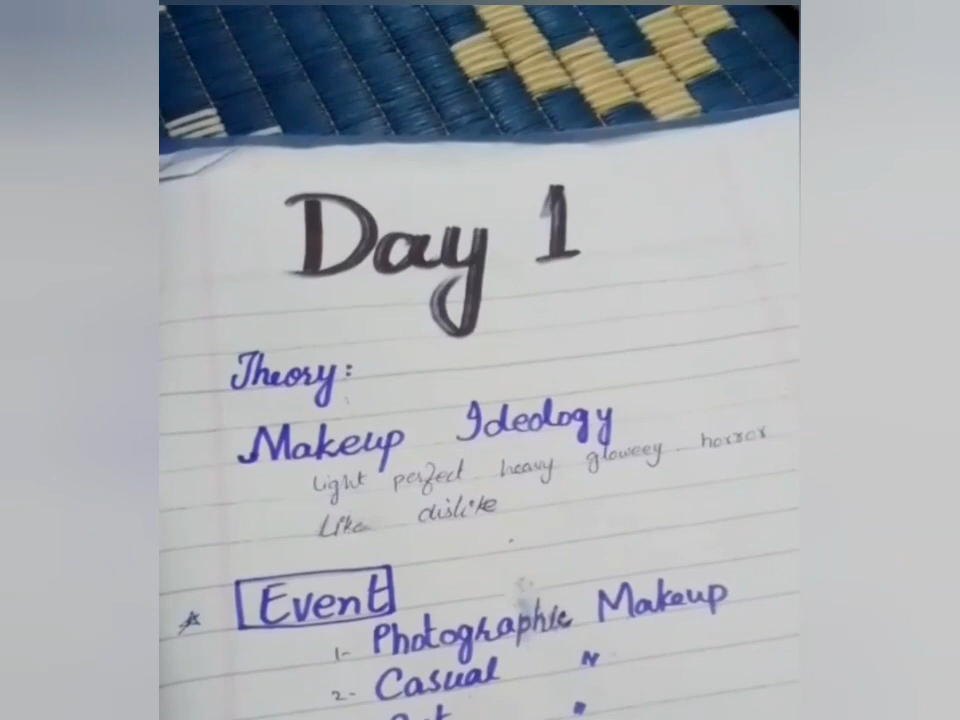 Day 1
Theory:
Makeup Ideology
Light perfect heavy gloweey horror
Like dislike
Event
1- Photographic Makeup
2- Casual "
"